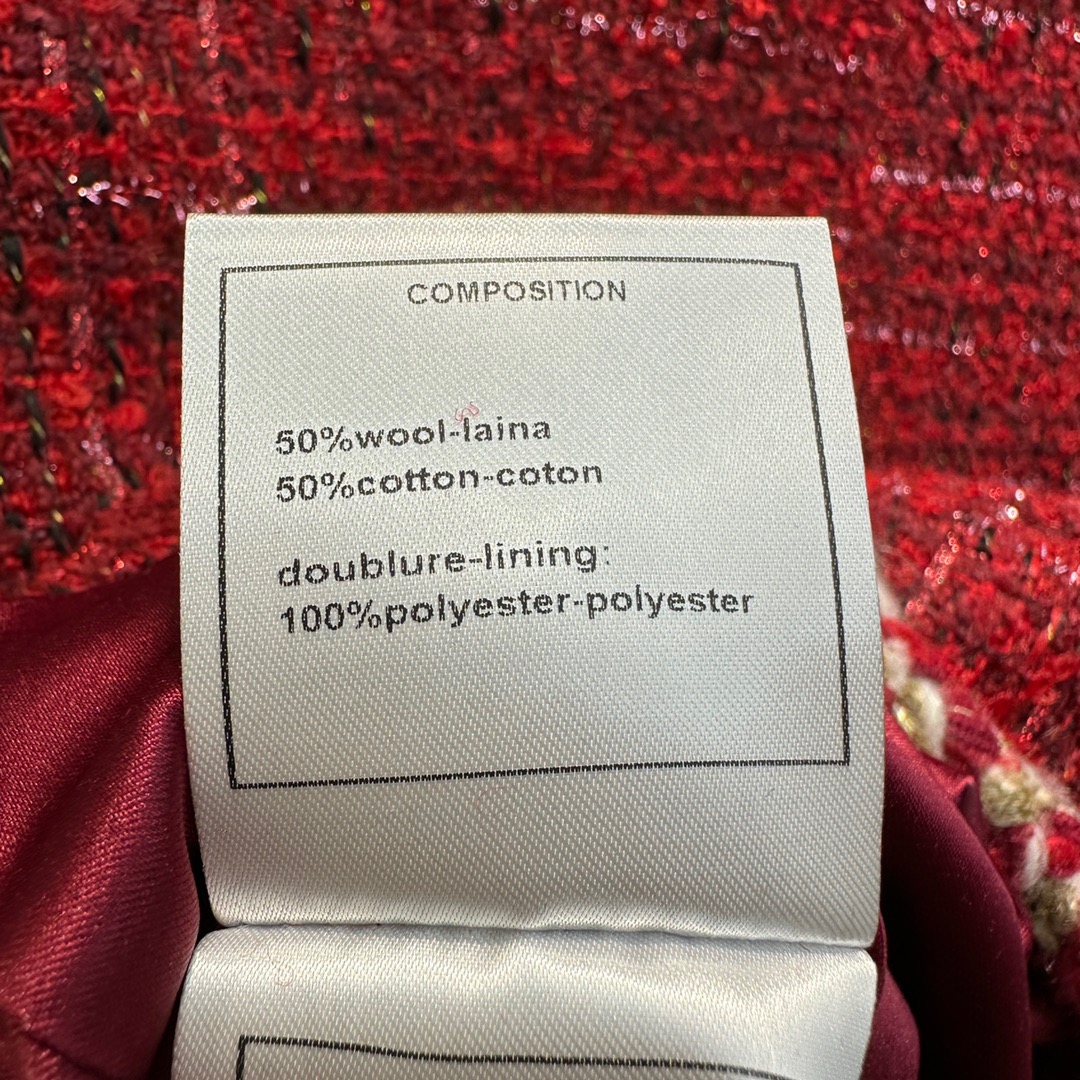 COMPOSITION
50%wool-laina
50%cotton-coton
doublure-lining:
100%polyester-polyester